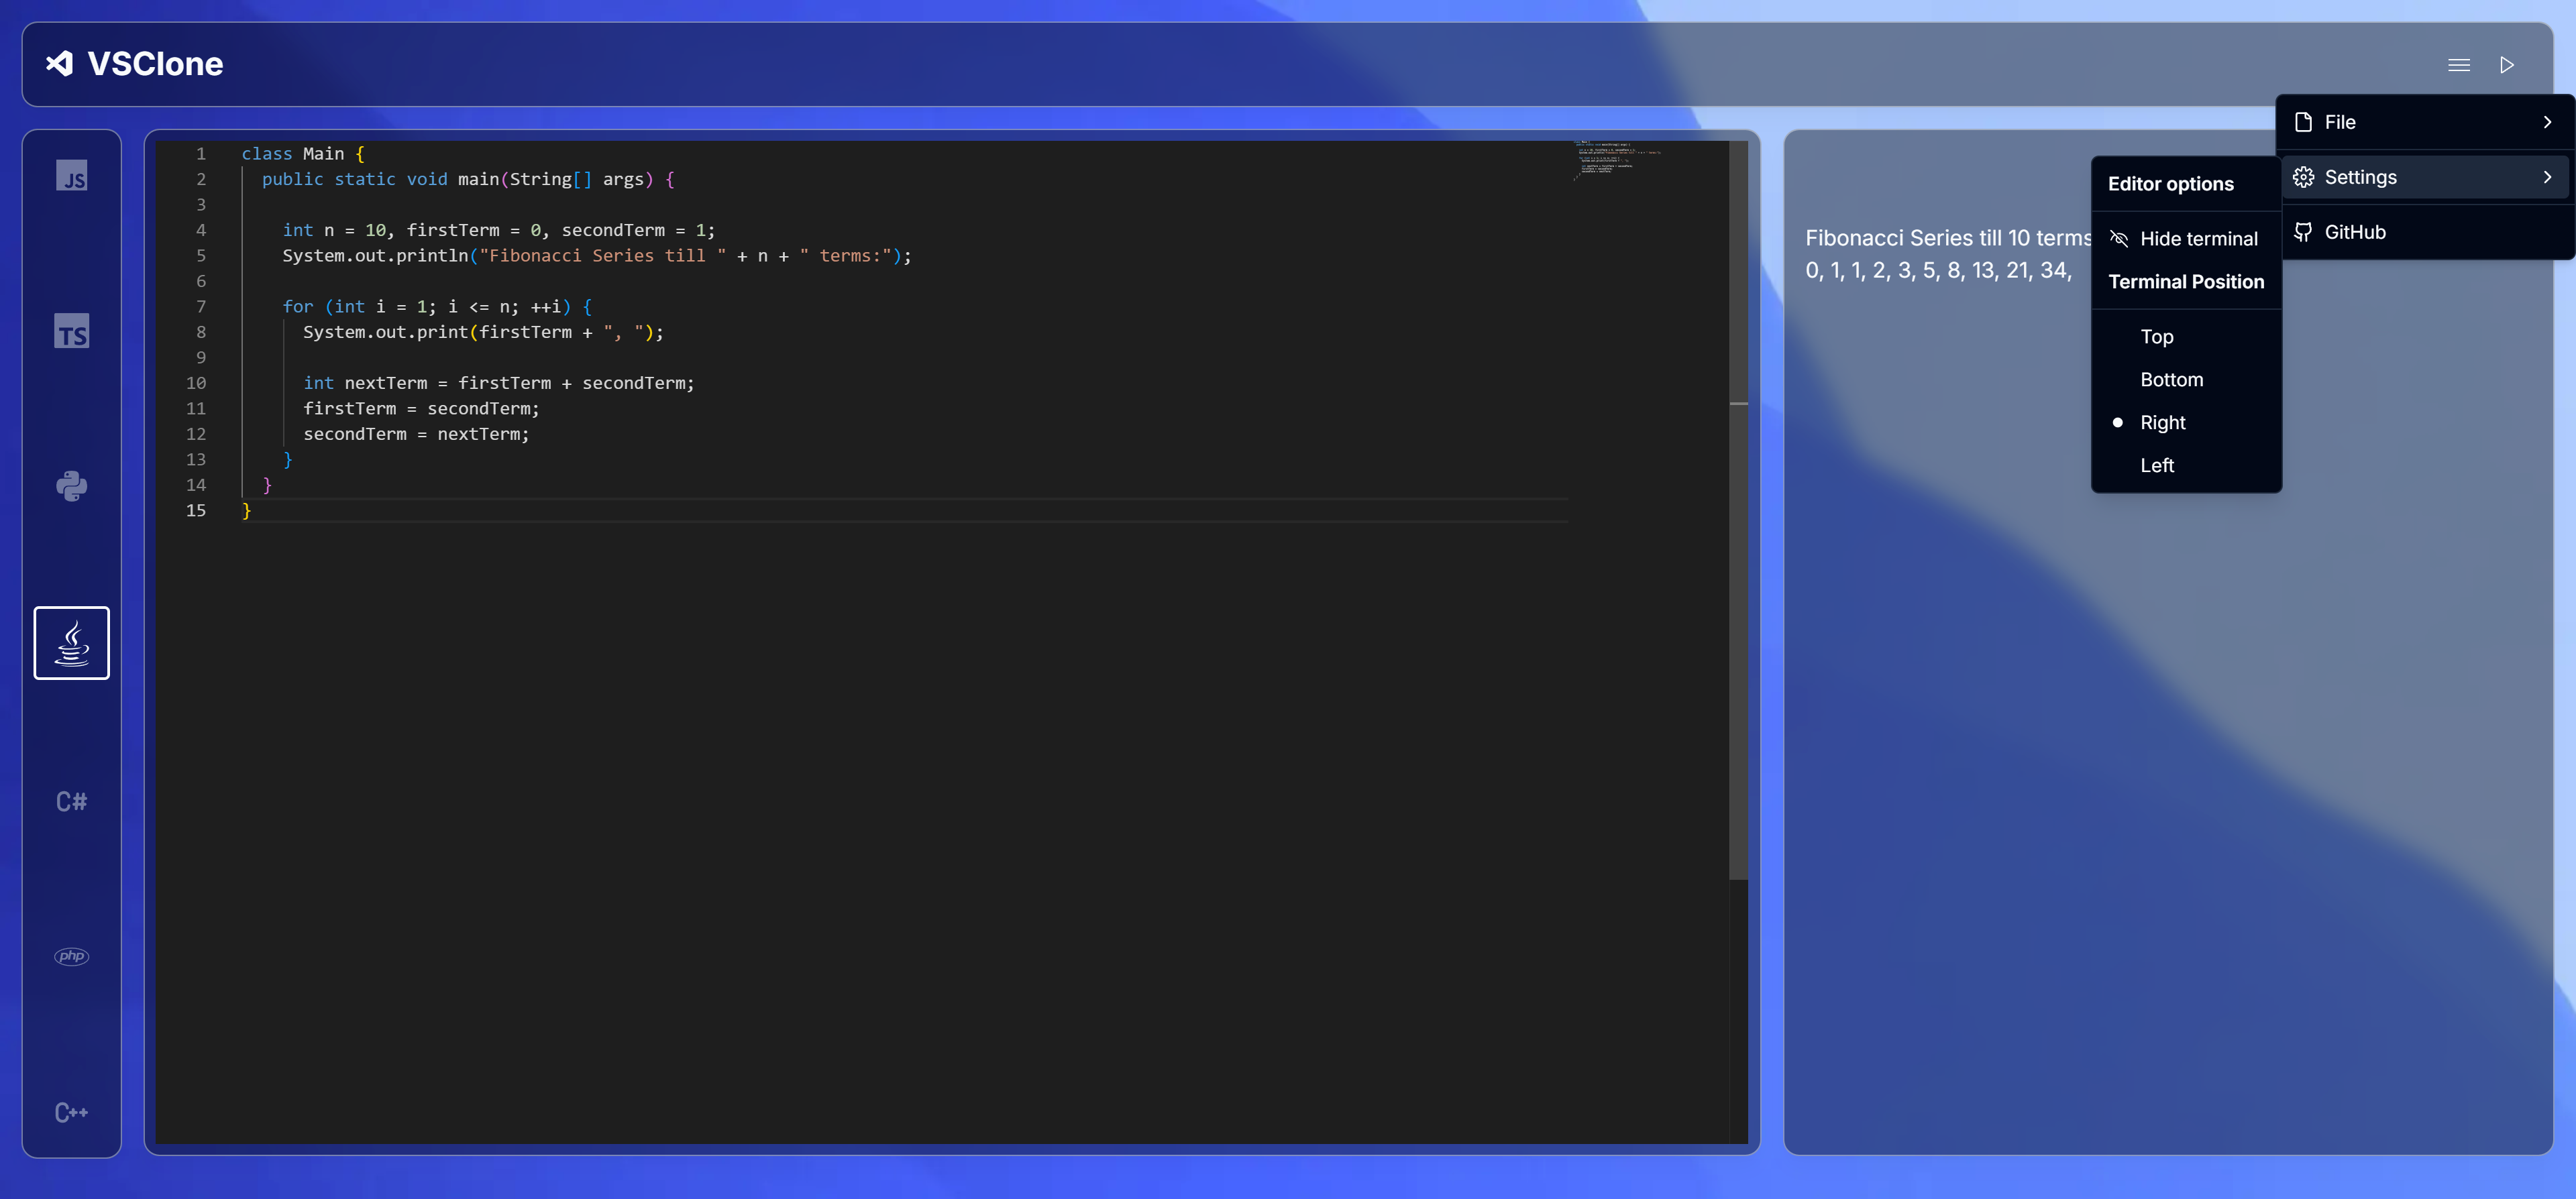 VSClone
File
Settings
GitHub
Editor options
Hide terminal
Terminal Position
Top
Bottom
Right
Left
JS
TS
C#
php
C++
1 class Main {
2 public static void main(String[] args) {
3
4 int n = 10, firstTerm = 0, secondTerm = 1;
5 System.out.println("Fibonacci Series till " + n + " terms:");
6
7 for (int i = 1; i <= n; ++i) {
8 System.out.print(firstTerm + ", ");
9
10 int nextTerm = firstTerm + secondTerm;
11 firstTerm = secondTerm;
12 secondTerm = nextTerm;
13 }
14 }
15 }
Fibonacci Series till 10 terms
0, 1, 1, 2, 3, 5, 8, 13, 21, 34,